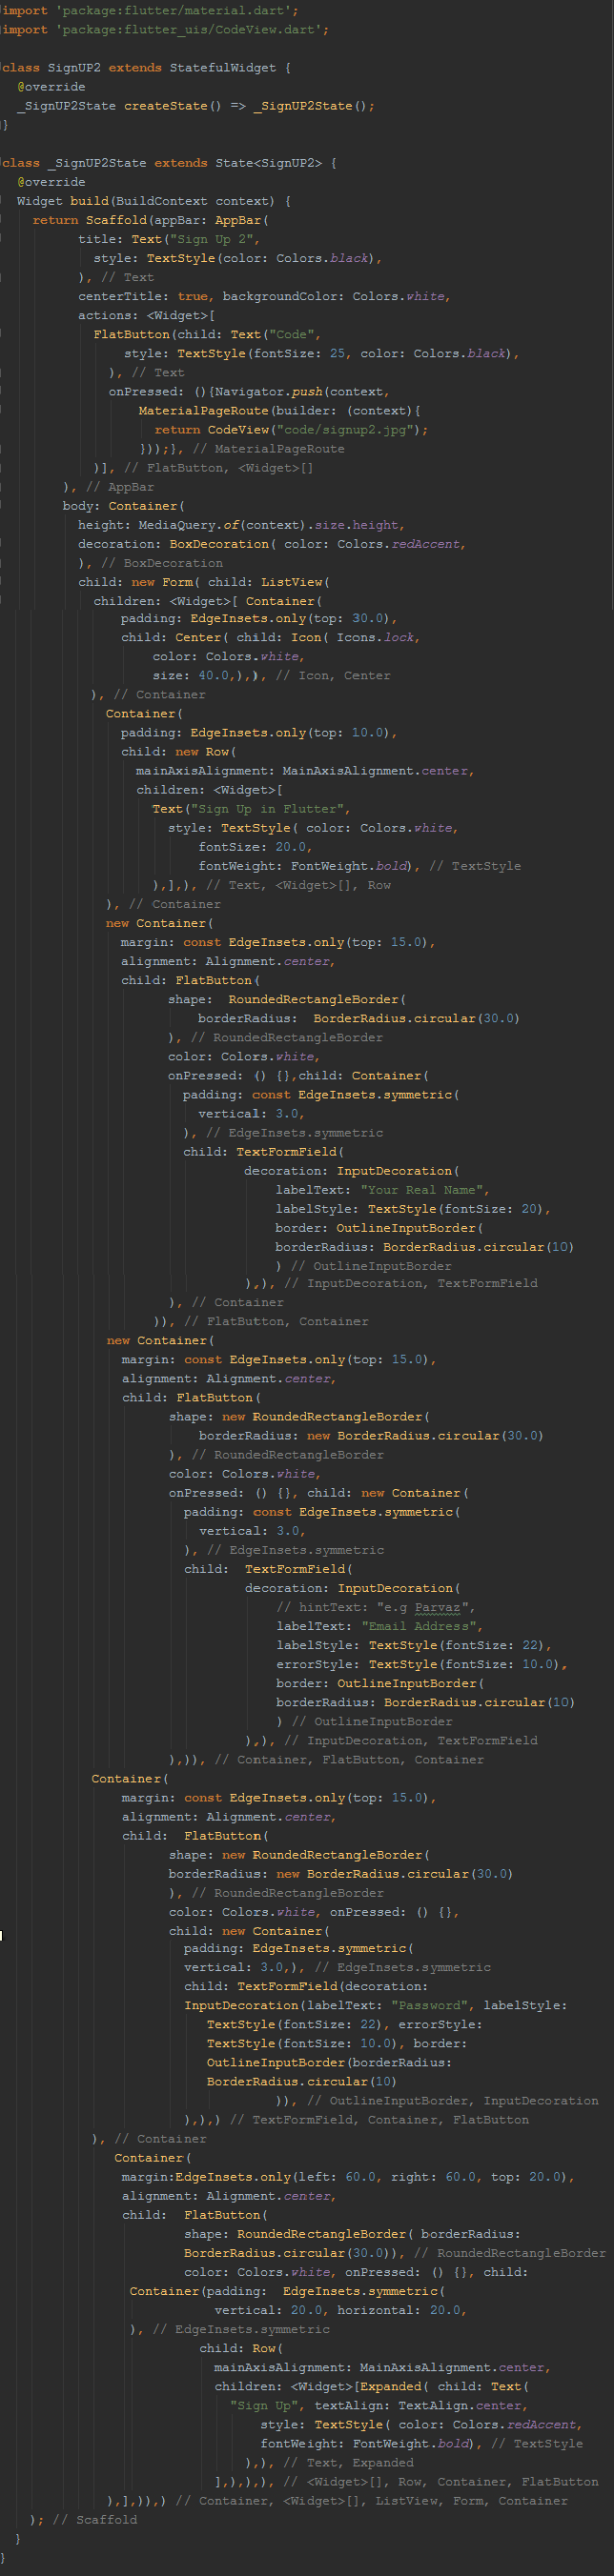 import 'package:flutter/material.dart';
import 'package:flutter_uis/CodeView.dart';

class SignUP2 extends StatefulWidget {
  @override
  _SignUP2State createState() => _SignUP2State();
}

class _SignUP2State extends State<SignUP2> {
  @override
  Widget build(BuildContext context) {
    return Scaffold(appBar: AppBar(
          title: Text("Sign Up 2",
            style: TextStyle(color: Colors.black),
          ), // Text
          centerTitle: true, backgroundColor: Colors.white,
          actions: <Widget>[
            FlatButton(child: Text("Code",
                style: TextStyle(fontSize: 25, color: Colors.black),
              ), // Text
              onPressed: (){Navigator.push(context,
                  MaterialPageRoute(builder: (context){
                    return CodeView("code/signup2.jpg");
                  }));}, // MaterialPageRoute
            )], // FlatButton, <Widget>[]
        ), // AppBar
        body: Container(
          height: MediaQuery.of(context).size.height,
          decoration: BoxDecoration( color: Colors.redAccent,
          ), // BoxDecoration
          child: new Form( child: ListView(
            children: <Widget>[ Container(
                padding: EdgeInsets.only(top: 30.0),
                child: Center( child: Icon( Icons.lock,
                    color: Colors.white,
                    size: 40.0,),), // Icon, Center
            ), // Container
              Container(
                padding: EdgeInsets.only(top: 10.0),
                child: new Row(
                  mainAxisAlignment: MainAxisAlignment.center,
                  children: <Widget>[
                    Text("Sign Up in Flutter",
                      style: TextStyle( color: Colors.white,
                          fontSize: 20.0,
                          fontWeight: FontWeight.bold), // TextStyle
                    ),],), // Text, <Widget>[], Row
              ), // Container
              new Container(
                margin: const EdgeInsets.only(top: 15.0),
                alignment: Alignment.center,
                child: FlatButton(
                      shape:  RoundedRectangleBorder(
                          borderRadius:  BorderRadius.circular(30.0)
                      ), // RoundedRectangleBorder
                      color: Colors.white,
                      onPressed: () {},child: Container(
                        padding: const EdgeInsets.symmetric(
                          vertical: 3.0,
                        ), // EdgeInsets.symmetric
                        child: TextFormField(
                                decoration: InputDecoration(
                                    labelText: "Your Real Name",
                                    labelStyle: TextStyle(fontSize: 20),
                                    border: OutlineInputBorder(
                                    borderRadius: BorderRadius.circular(10)
                                    ) // OutlineInputBorder
                                ),), // InputDecoration, TextFormField
                      ), // Container
                    )), // FlatButton, Container
              new Container(
                margin: const EdgeInsets.only(top: 15.0),
                alignment: Alignment.center,
                child: FlatButton(
                      shape: new RoundedRectangleBorder(
                          borderRadius: new BorderRadius.circular(30.0)
                      ), // RoundedRectangleBorder
                      color: Colors.white,
                      onPressed: () {}, child: new Container(
                        padding: const EdgeInsets.symmetric(
                          vertical: 3.0,
                        ), // EdgeInsets.symmetric
                        child:  TextFormField(
                                decoration: InputDecoration(
                                    // hintText: "e.g Parvaz",
                                    labelText: "Email Address",
                                    labelStyle: TextStyle(fontSize: 22),
                                    errorStyle: TextStyle(fontSize: 10.0),
                                    border: OutlineInputBorder(
                                    borderRadius: BorderRadius.circular(10)
                                    ) // OutlineInputBorder
                                ),), // InputDecoration, TextFormField
                      ),)), // Container, FlatButton, Container
            Container(
                margin: const EdgeInsets.only(top: 15.0),
                alignment: Alignment.center,
                child:  FlatButton(
                      shape: new RoundedRectangleBorder(
                      borderRadius: new BorderRadius.circular(30.0)
                      ), // RoundedRectangleBorder
                      color: Colors.white, onPressed: () {},
                      child: new Container(
                        padding: EdgeInsets.symmetric(
                        vertical: 3.0,), // EdgeInsets.symmetric
                        child: TextFormField(decoration:
                        InputDecoration(labelText: "Password", labelStyle:
                           TextStyle(fontSize: 22), errorStyle:
                           TextStyle(fontSize: 10.0), border:
                           OutlineInputBorder(borderRadius:
                           BorderRadius.circular(10)
                                    )), // OutlineInputBorder, InputDecoration
                        ),),) // TextFormField, Container, FlatButton
            ), // Container
               Container(
                margin:EdgeInsets.only(left: 60.0, right: 60.0, top: 20.0),
                alignment: Alignment.center,
                child:  FlatButton(
                        shape: RoundedRectangleBorder( borderRadius:
                        BorderRadius.circular(30.0)), // RoundedRectangleBorder
                        color: Colors.white, onPressed: () {}, child:
                 Container(padding:  EdgeInsets.symmetric(
                            vertical: 20.0, horizontal: 20.0,
                 ), // EdgeInsets.symmetric
                          child: Row(
                            mainAxisAlignment: MainAxisAlignment.center,
                            children: <Widget>[Expanded( child: Text(
                              "Sign Up", textAlign: TextAlign.center,
                                  style: TextStyle( color: Colors.redAccent,
                                  fontWeight: FontWeight.bold), // TextStyle
                                ),), // Text, Expanded
                            ],),),), // <Widget>[], Row, Container, FlatButton
              ),],)),) // Container, <Widget>[], ListView, Form, Container
    ); // Scaffold
  }
}